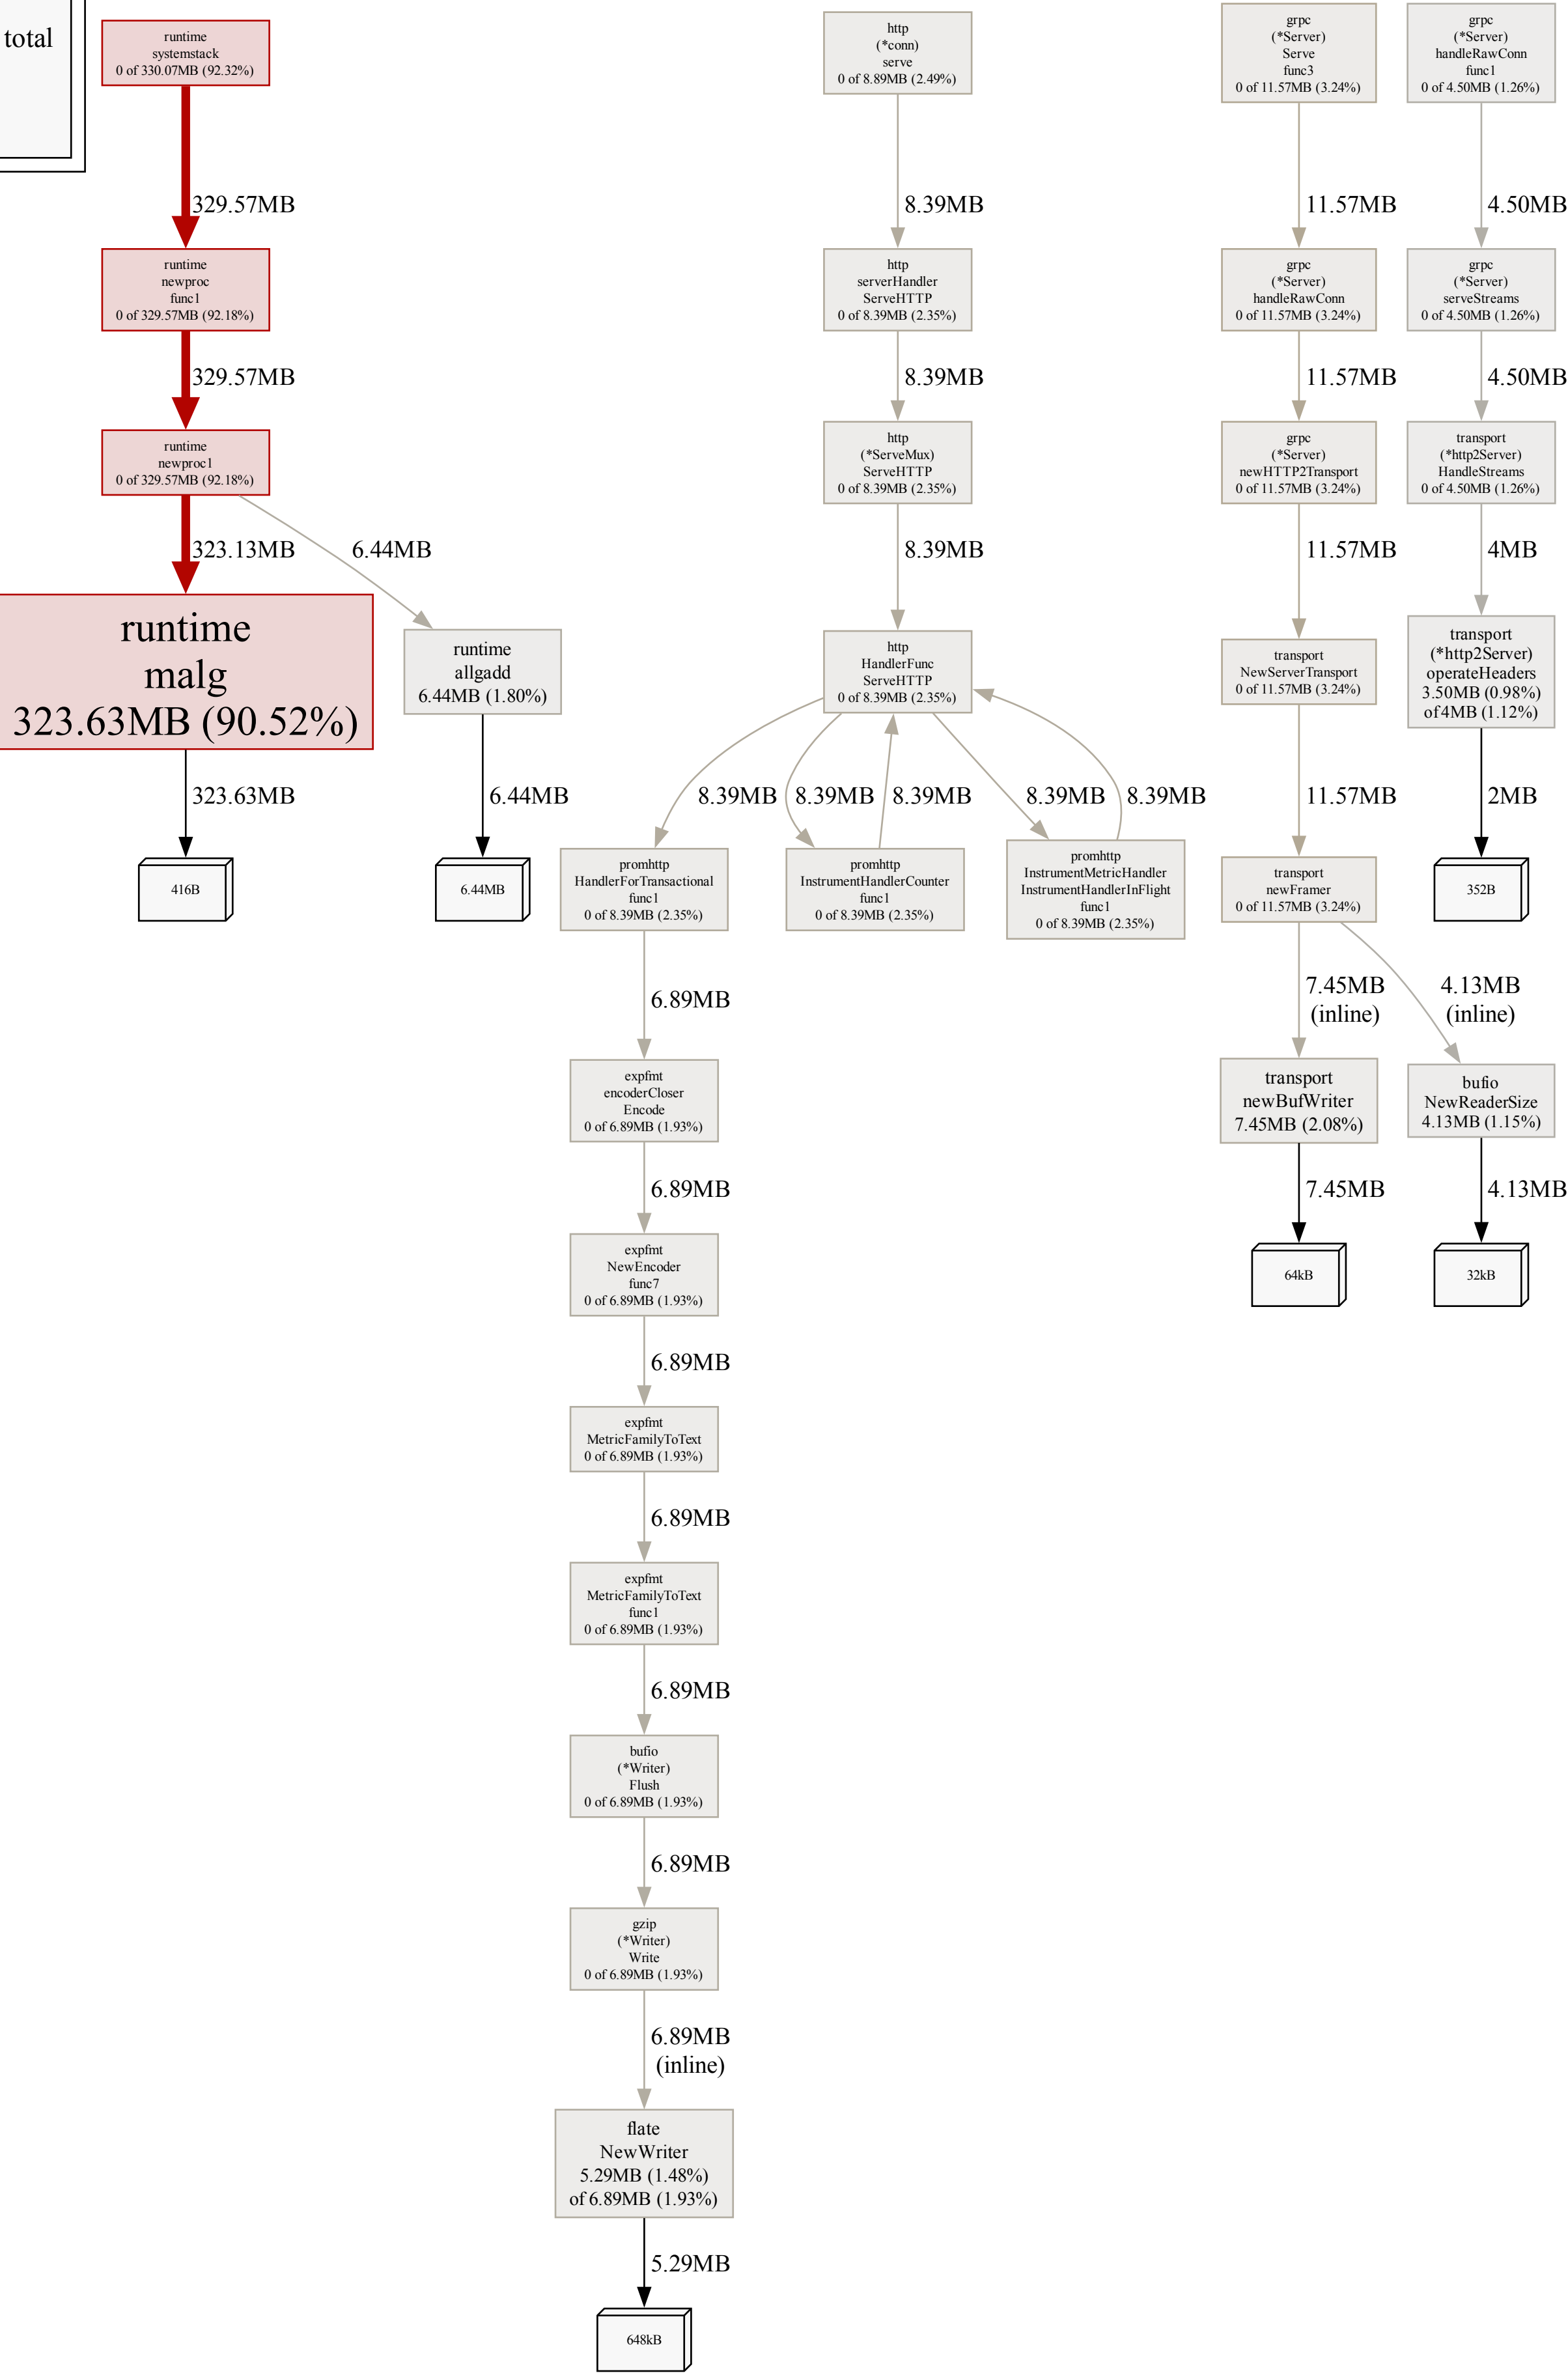 total
runtime
systemstack
0 of 330.07MB (92.32%)
http
(*conn)
serve
0 of 8.89MB (2.49%)
grpc
(*Server)
Serve
func3
0 of 11.57MB (3.24%)
grpc
(*Server)
handleRawConn
func1
0 of 4.50MB (1.26%)
329.57MB
8.39MB
11.57MB
4.50MB
runtime
newproc
func1
0 of 329.57MB (92.18%)
http
serverHandler
ServeHTTP
0 of 8.39MB (2.35%)
grpc
(*Server)
handleRawConn
0 of 11.57MB (3.24%)
grpc
(*Server)
serveStreams
0 of 4.50MB (1.26%)
329.57MB
8.39MB
11.57MB
4.50MB
runtime
newproc1
0 of 329.57MB (92.18%)
http
(*ServeMux)
ServeHTTP
0 of 8.39MB (2.35%)
grpc
(*Server)
newHTTP2Transport
0 of 11.57MB (3.24%)
transport
(*http2Server)
HandleStreams
0 of 4.50MB (1.26%)
323.13MB
6.44MB
8.39MB
11.57MB
4MB
runtime
malg
323.63MB (90.52%)
runtime
allgadd
6.44MB (1.80%)
http
HandlerFunc
ServeHTTP
0 of 8.39MB (2.35%)
transport
NewServerTransport
0 of 11.57MB (3.24%)
transport
(*http2Server)
operateHeaders
3.50MB (0.98%)
of 4MB (1.12%)
323.63MB
6.44MB
8.39MB
8.39MB
8.39MB
8.39MB
8.39MB
11.57MB
2MB
416B
6.44MB
promhttp
HandlerForTransactional
func1
0 of 8.39MB (2.35%)
promhttp
InstrumentHandlerCounter
func1
0 of 8.39MB (2.35%)
promhttp
InstrumentMetricHandler
InstrumentHandlerInFlight
func1
0 of 8.39MB (2.35%)
transport
newFramer
0 of 11.57MB (3.24%)
352B
6.89MB
7.45MB
(inline)
4.13MB
(inline)
expfmt
encoderCloser
Encode
0 of 6.89MB (1.93%)
transport
newBufWriter
7.45MB (2.08%)
bufio
NewReaderSize
4.13MB (1.15%)
6.89MB
7.45MB
4.13MB
expfmt
NewEncoder
func7
0 of 6.89MB (1.93%)
64kB
32kB
6.89MB
expfmt
MetricFamilyToText
0 of 6.89MB (1.93%)
6.89MB
expfmt
MetricFamilyToText
func1
0 of 6.89MB (1.93%)
6.89MB
bufio
(*Writer)
Flush
0 of 6.89MB (1.93%)
6.89MB
gzip
(*Writer)
Write
0 of 6.89MB (1.93%)
6.89MB
(inline)
flate
NewWriter
5.29MB (1.48%)
of 6.89MB (1.93%)
5.29MB
648kB